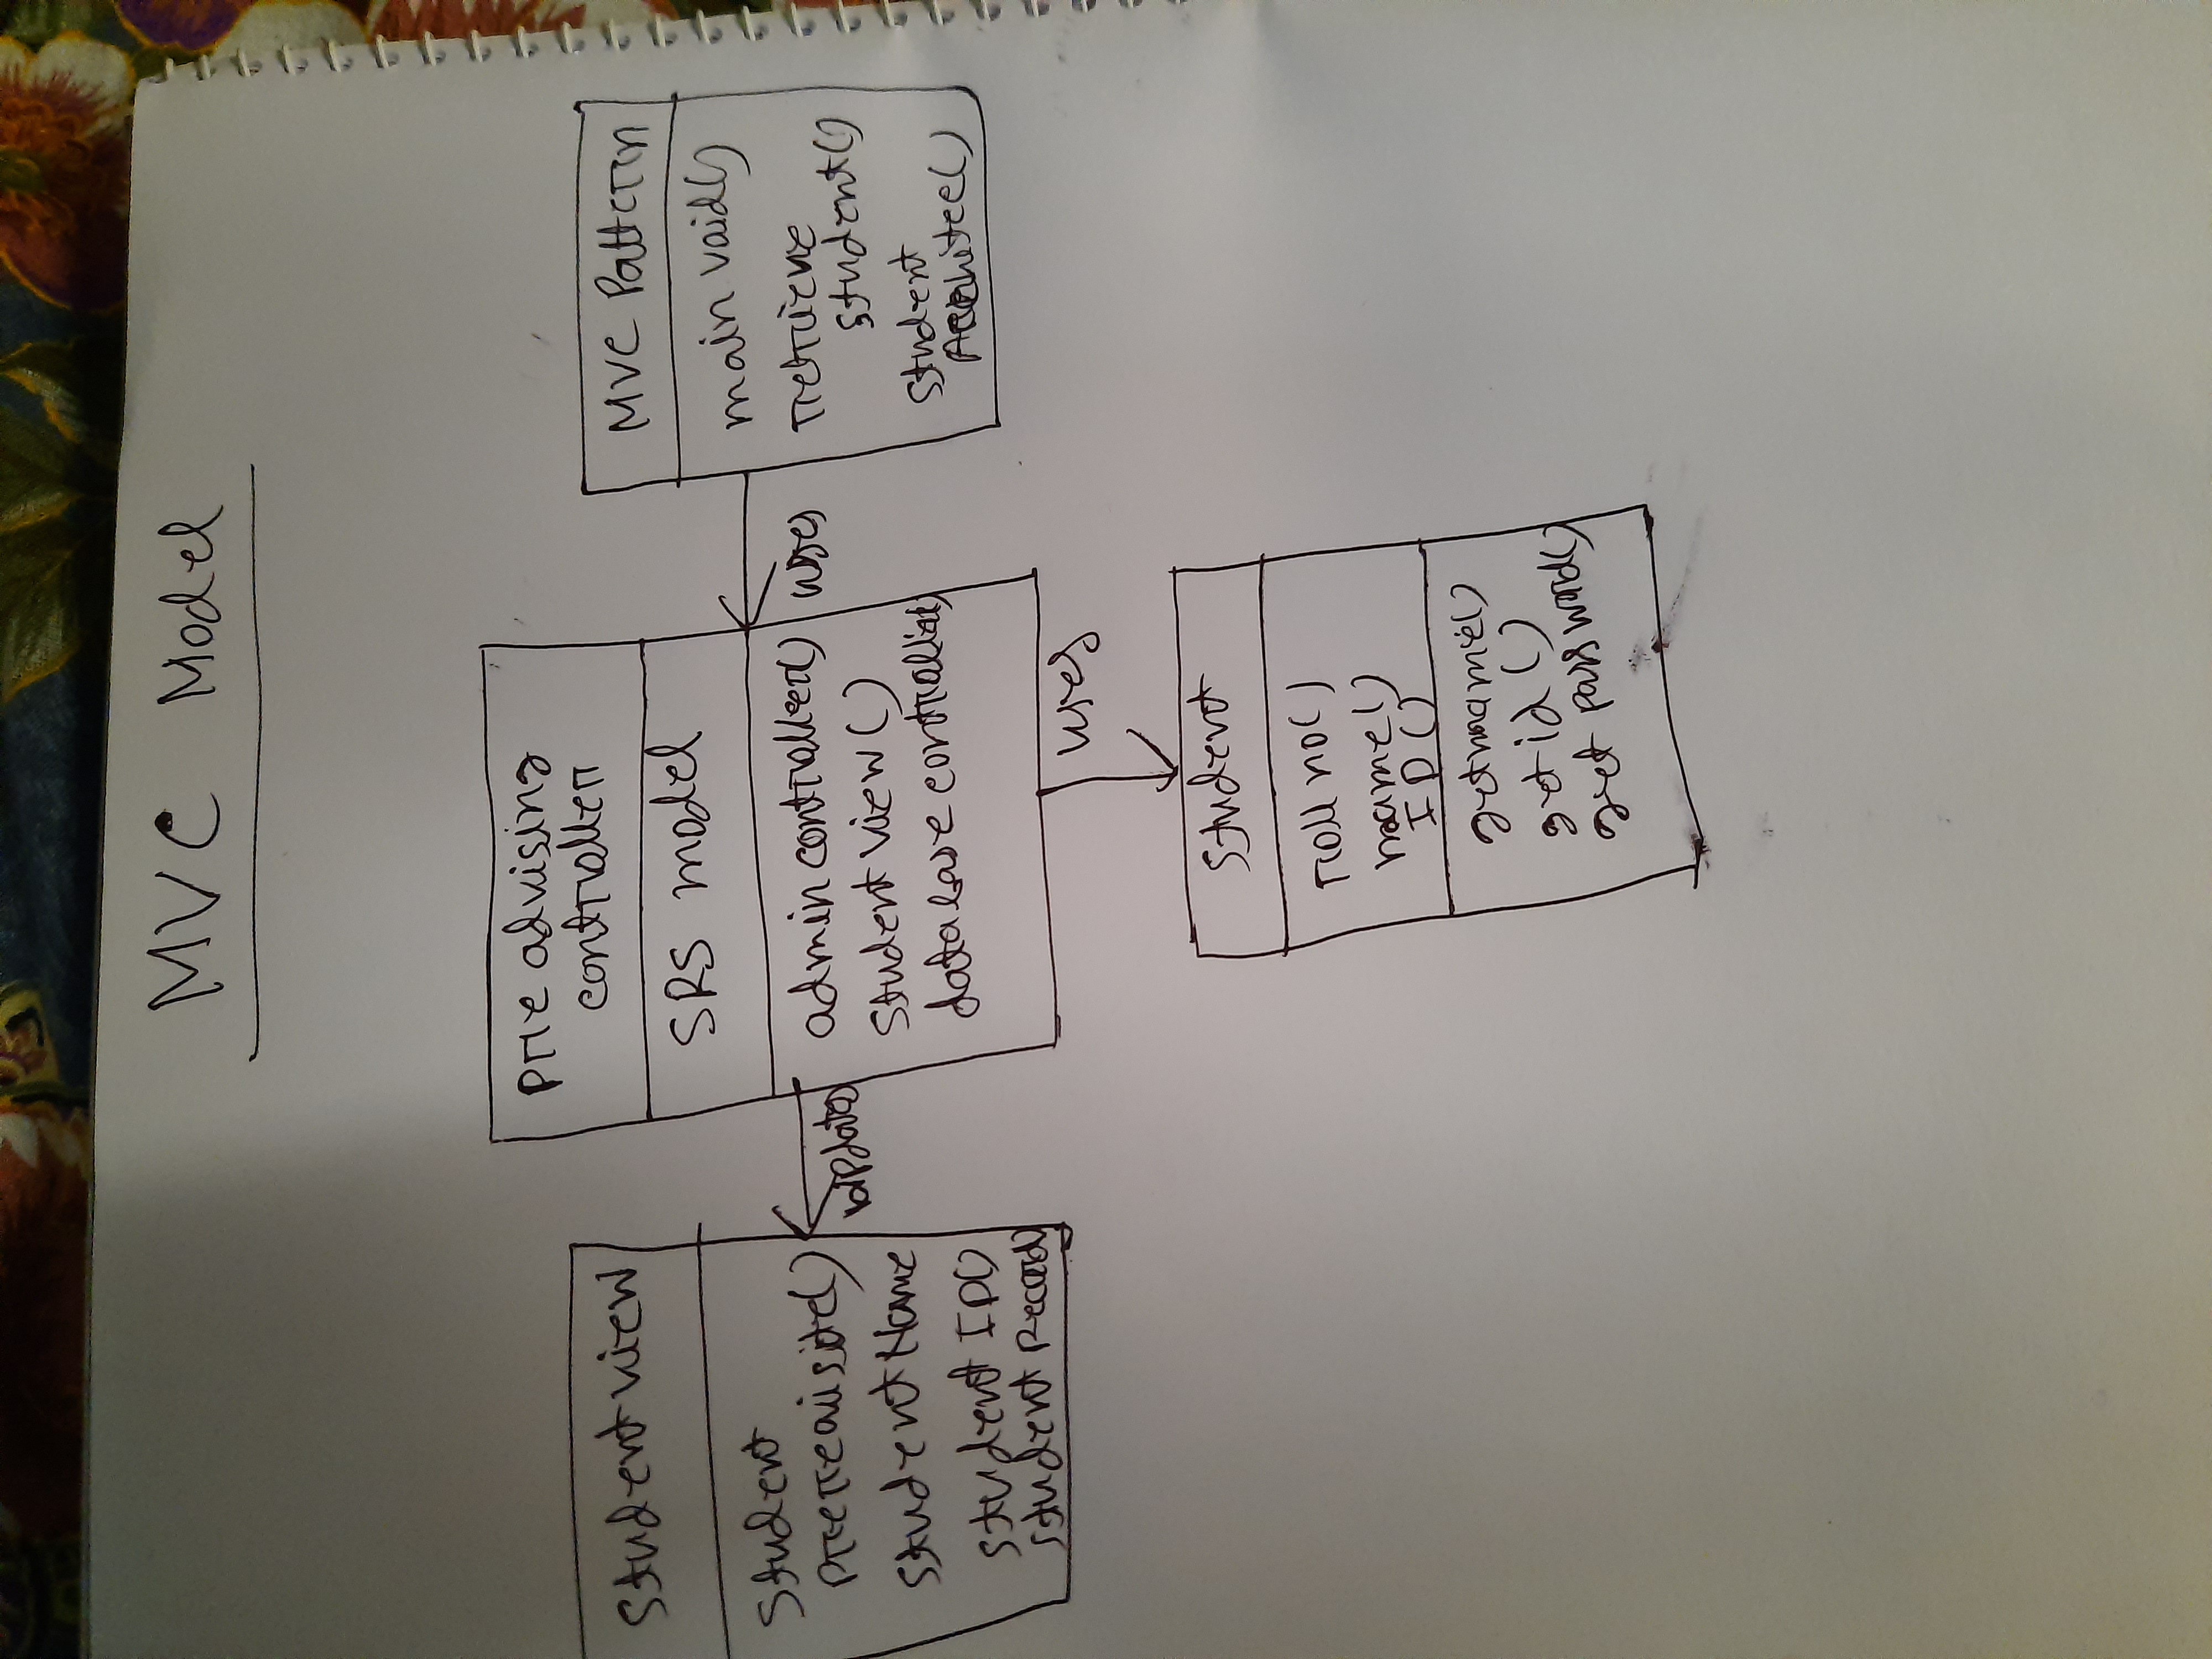 MVC Model
Student view
Student
prerequisite()
Student Name
Student ID()
Student Record()
updates
Pre advising
controller
SRS model
admin controller()
Student view()
database controller()
uses
MVC Pattern
main void()
retrieve
student()
Student
uses
Student
roll no()
name()
ID()
getname()
get id ()
get password()